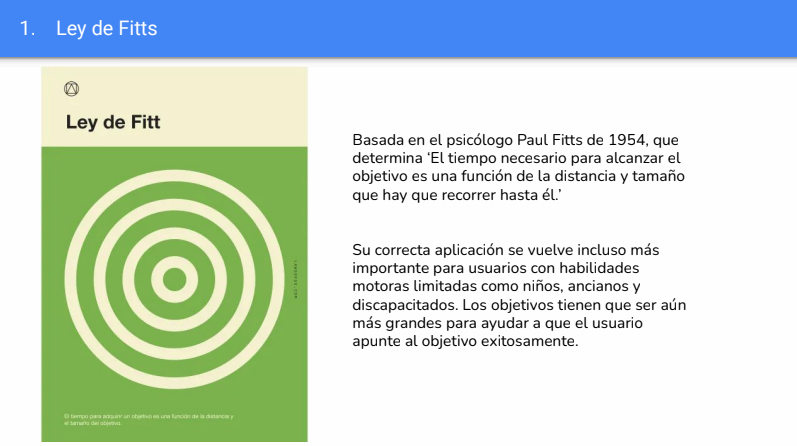 1. Ley de Fitts
Ley de Fitt
El tiempo para adquirir un objetivo es una función de la distancia y
el tamaño del objetivo.
Basada en el psicólogo Paul Fitts de 1954, que
determina ‘El tiempo necesario para alcanzar el
objetivo es una función de la distancia y tamaño
que hay que recorrer hasta él.’
Su correcta aplicación se vuelve incluso más
importante para usuarios con habilidades
motoras limitadas como niños, ancianos y
discapacitados. Los objetivos tienen que ser aún
más grandes para ayudar a que el usuario
apunte al objetivo exitosamente.